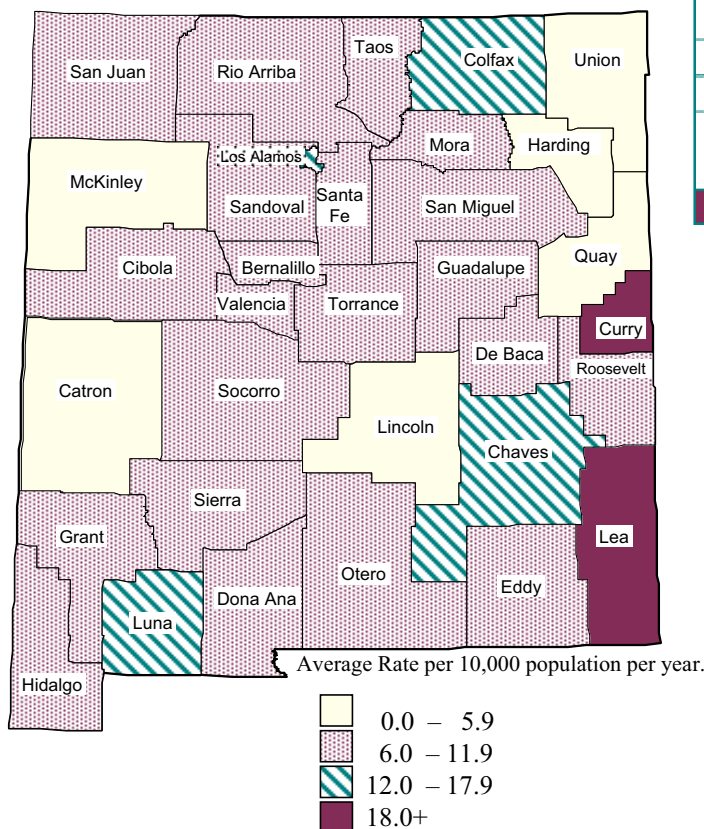 Taos
San Juan
Rio Arriba
Colfax
Union
Mora
Harding
Los Alamos
McKinley
Santa
Fe
Sandoval
San Miguel
Quay
Cibola
Bernalillo
Guadalupe
Valencia
Torrance
Curry
De Baca
Roosevelt
Catron
Socorro
Lincoln
Chaves
Sierra
Grant
Lea
Otero
Eddy
Dona Ana
Luna
Hidalgo
Average Rate per 10,000 population per year.
0.0 – 5.9
6.0 – 11.9
12.0 – 17.9
18.0+